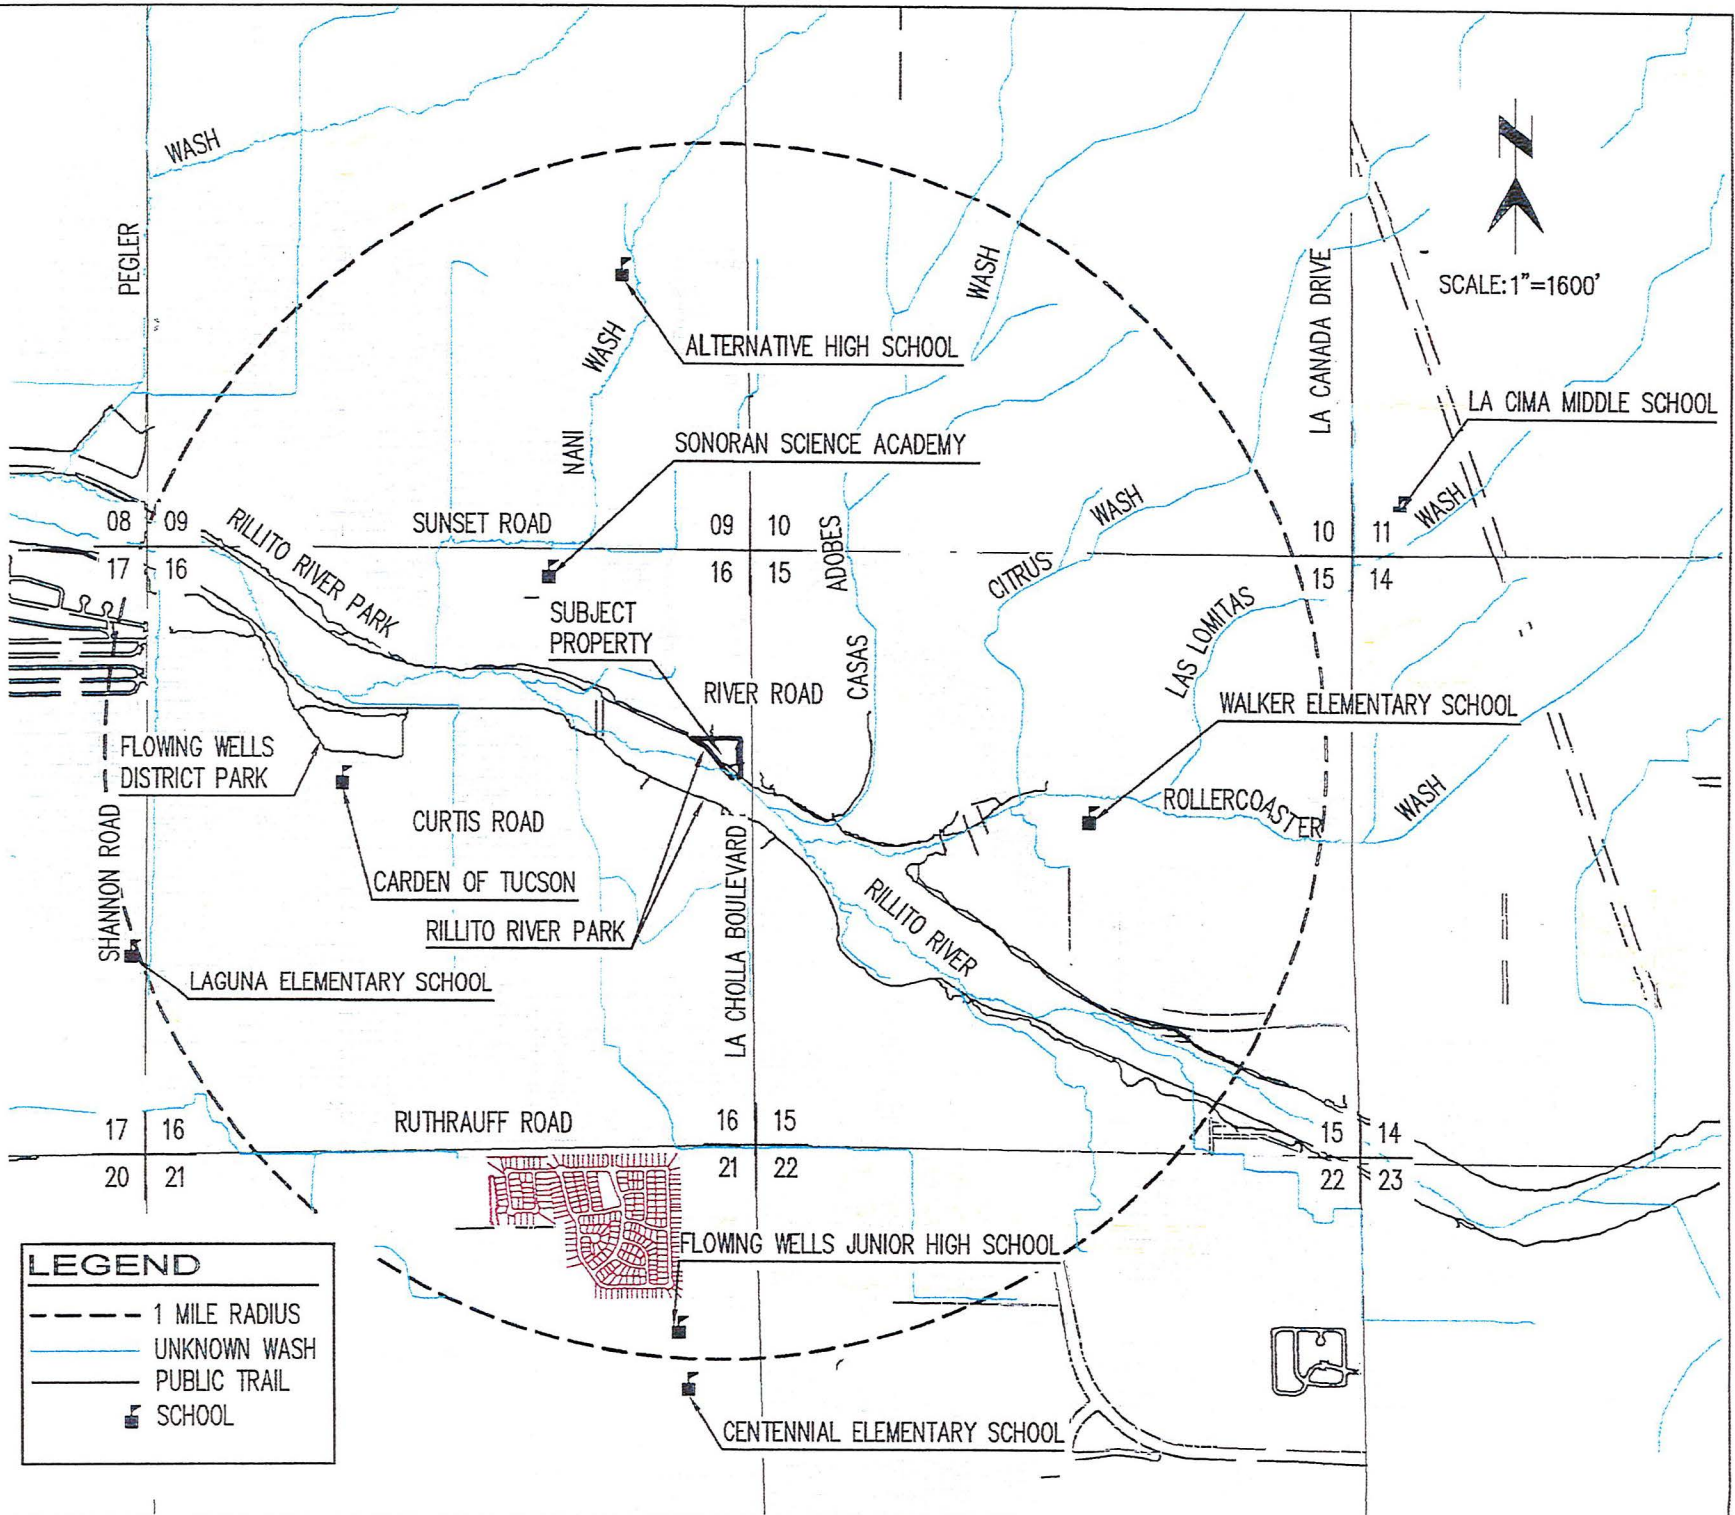 WASH
PEGLER
N
SCALE: 1"=1600'
WASH
LA CANADA DRIVE
ALTERNATIVE HIGH SCHOOL
WASH
NANI
LA CIMA MIDDLE SCHOOL
SONORAN SCIENCE ACADEMY
08 09
RILLITO RIVER PARK
SUNSET ROAD
09 10
ADOBES
WASH
10 11
WASH
17 16
16 15
CITRUS
15 14
SUBJECT
PROPERTY
LAS LOMITAS
RIVER ROAD
CASAS
WALKER ELEMENTARY SCHOOL
FLOWING WELLS
DISTRICT PARK
CURTIS ROAD
ROLLERCOASTER
WASH
SHANNON ROAD
CARDEN OF TUCSON
RILLITO RIVER PARK
LA CHOLLA BOULEVARD
RILLITO RIVER
LAGUNA ELEMENTARY SCHOOL
17 16
RUTHRAUFF ROAD
16 15
15 14
20 21
21 22
22 23
FLOWING WELLS JUNIOR HIGH SCHOOL
LEGEND
1 MILE RADIUS
UNKNOWN WASH
PUBLIC TRAIL
SCHOOL
CENTENNIAL ELEMENTARY SCHOOL